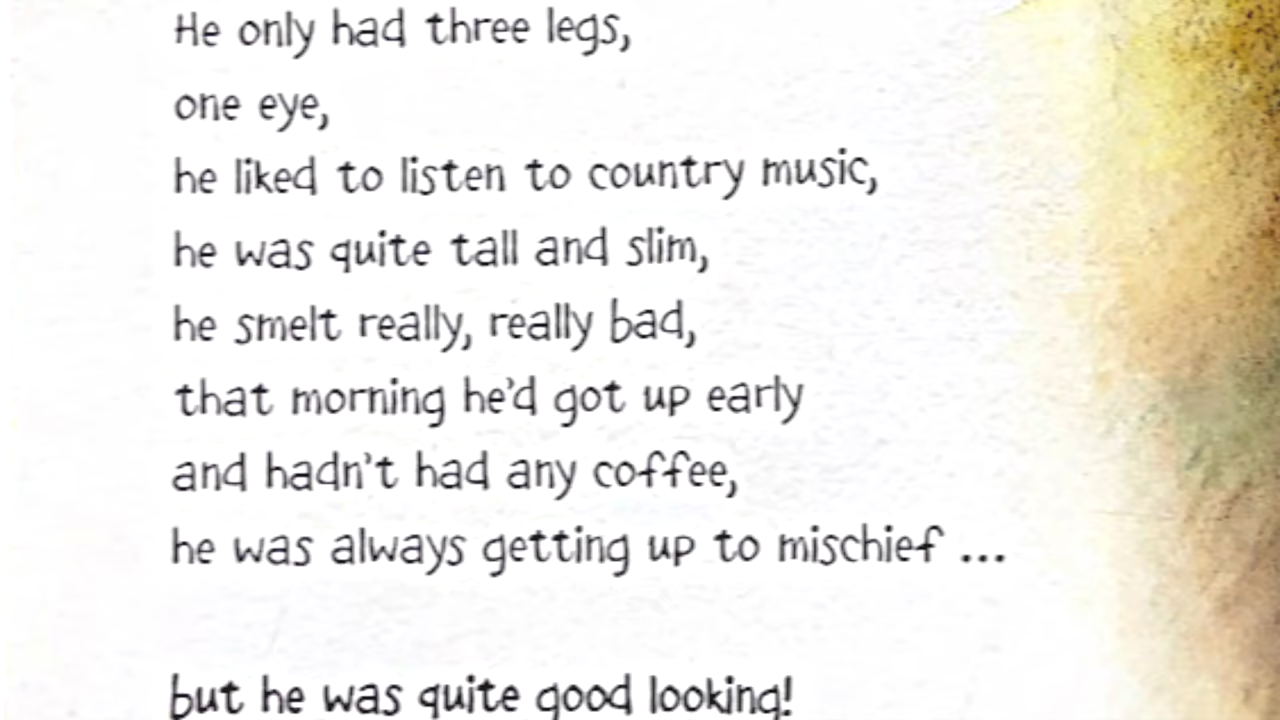 He only had three legs,
one eye,
he liked to listen to country music,
he was quite tall and slim,
he smelt really, really bad,
that morning he'd got up early
and hadn't had any coffee,
he was always getting up to mischief ...
but he was quite good looking!